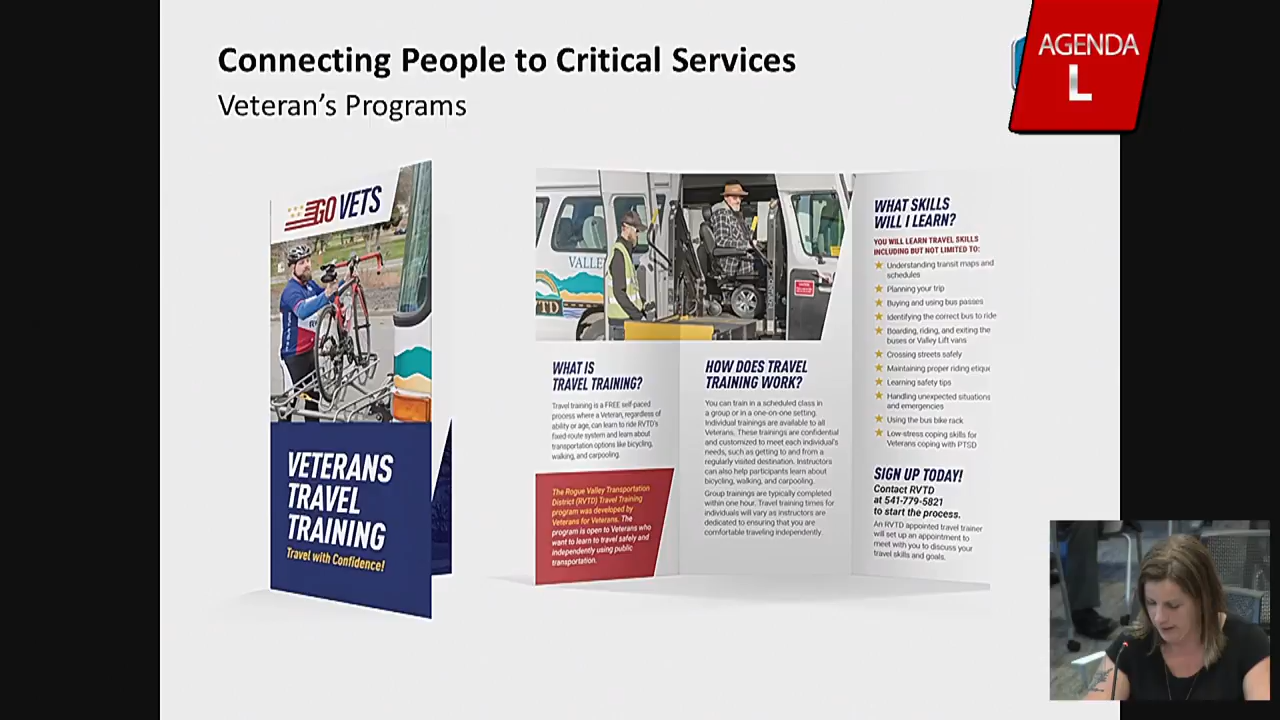 Connecting People to Critical Services
Veteran's Programs
AGENDA
L
GO VETS
VETERANS
TRAVEL
TRAINING
Travel with Confidence!
VALLE
TD
WHAT IS
TRAVEL TRAINING?
Travel training is a FREE self-paced
process where a Veteran, regardless of
ability or age, can learn to ride RVTD's
fixed-route system and learn about
transportation options like bicycling,
walking, and carpooling.
The Rogue Valley Transportation
District (RVTD) Travel Training
program was developed by
Veterans for Veterans. The
program is open to Veterans who
want to learn to travel safely and
independently using public
transportation.
HOW DOES TRAVEL
TRAINING WORK?
You can train in a scheduled class in
a group or in a one-on-one setting.
Individual trainings are available to all
Veterans. These trainings are confidential
and customized to meet each individual's
needs, such as getting to and from a
regularly visited destination. Instructors
can also help participants learn about
bicycling, walking, and carpooling.
Group trainings are typically completed
within one hour. Travel training times for
individuals will vary as instructors are
dedicated to ensuring that you are
comfortable traveling independently.
WHAT SKILLS
WILL I LEARN?
YOU WILL LEARN TRAVEL SKILLS
INCLUDING BUT NOT LIMITED TO:
Understanding transit maps and
schedules
Planning your trip
Buying and using bus passes
Identifying the correct bus to ride
Boarding, riding, and exiting the
buses or Valley Lift vans
Crossing streets safely
Maintaining proper riding etique
Learning safety tips
Handling unexpected situations
and emergencies
Using the bus bike rack
Low-stress coping skills for
Veterans coping with PTSD
SIGN UP TODAY!
Contact RVTD
at 541-779-5821
to start the process.
An RVTD appointed travel trainer
will set up an appointment to
meet with you to discuss your
travel skills and goals.